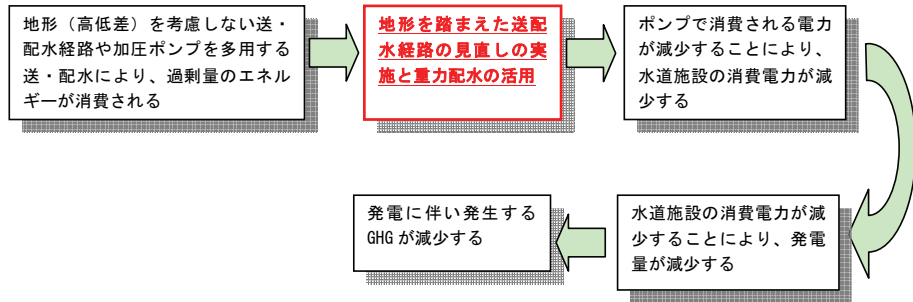 地形（高低差）を考慮しない送・
配水経路や加圧ポンプを多用する
送・配水により、過剰量のエネル
ギーが消費される
地形を踏まえた送配
水経路の見直しの実
施と重力配水の活用
ポンプで消費される電力
が減少することにより、
水道施設の消費電力が減
少する
水道施設の消費電力が減
少することにより、発電
量が減少する
発電に伴い発生する
GHG が減少する